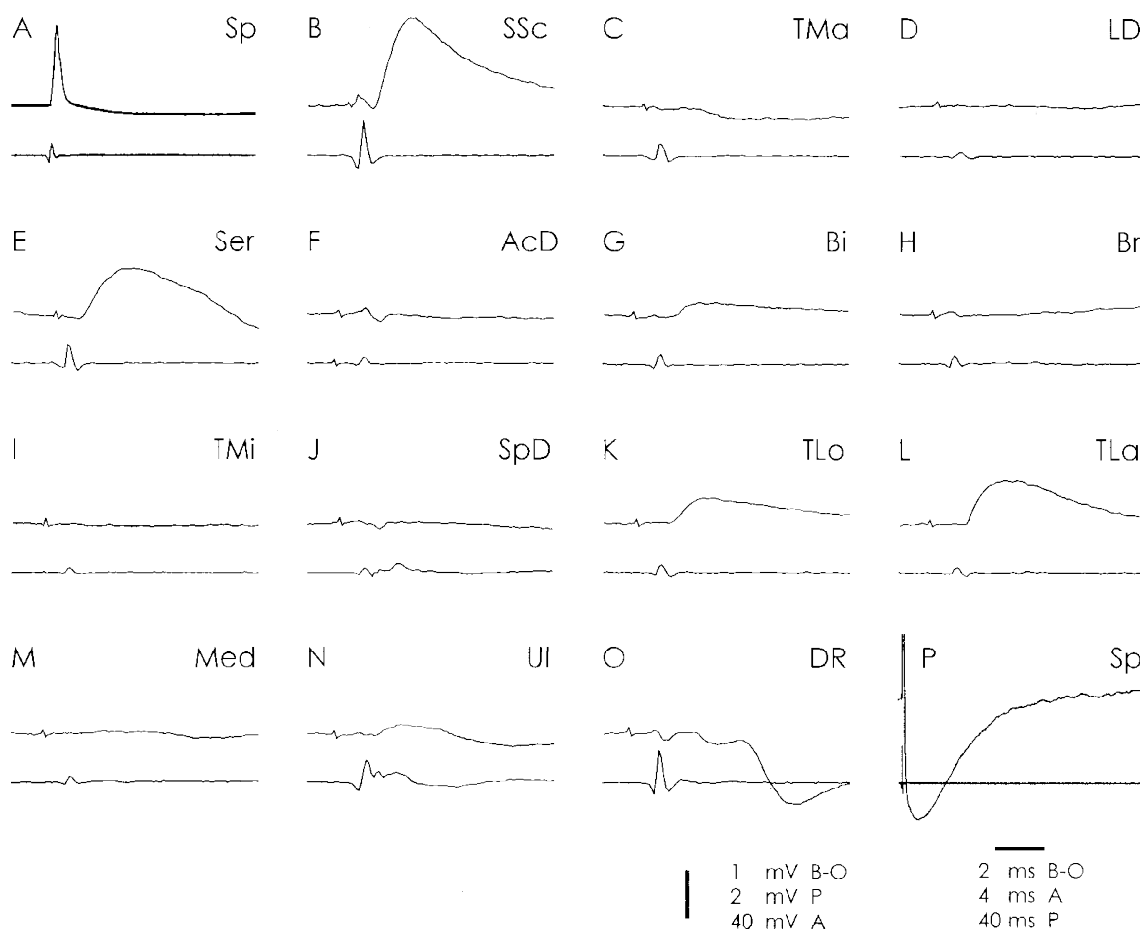 A Sp
B SSc
C TMa
D LD
E Ser
F AcD
G Bi
H Br
I TMi
J SpD
K TLo
L TLa
M Med
N Ul
O DR
P Sp
1 mV B-O
2 mV P
40 mV A
2 ms B-O
4 ms A
40 ms P